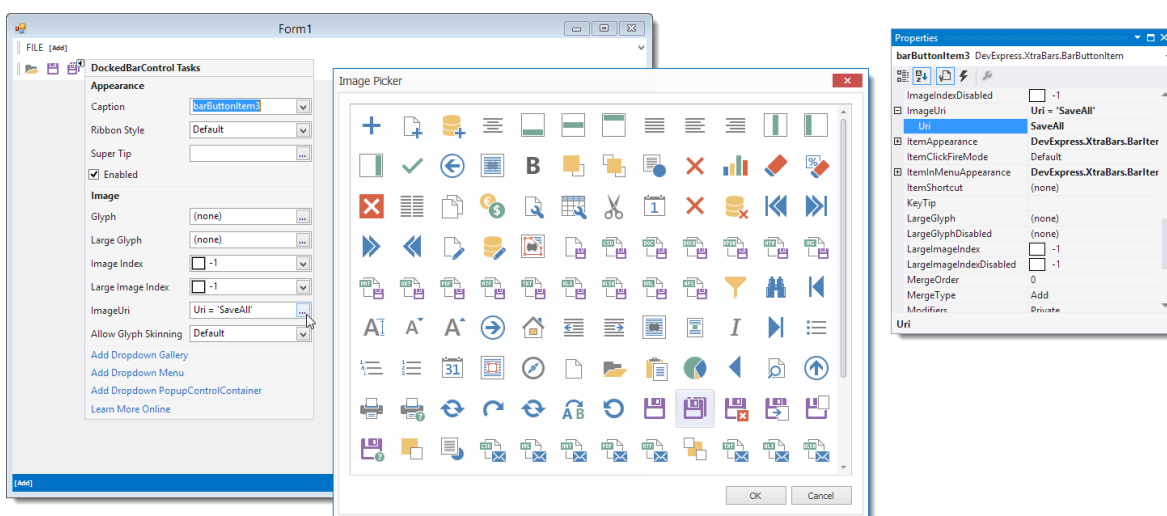 Form1
FILE [Add]
DockedBarControl Tasks
Appearance
Caption barButtonItem3
Ribbon Style Default
Super Tip ...
Enabled
Image
Glyph (none) ...
Large Glyph (none) ...
Image Index -1
Large Image Index -1
ImageUri Uri = 'SaveAll' ...
Allow Glyph Skinning Default
Add Dropdown Gallery
Add Dropdown Menu
Add Dropdown PopupControlContainer
Learn More Online
[Add]
Image Picker
B
1
A
A
A
I
31
A B
OK Cancel
Properties
barButtonItem3 DevExpress.XtraBars.BarButtonItem
ImageIndexDisabled -1
ImageUri Uri = 'SaveAll'
Uri SaveAll
ItemAppearance DevExpress.XtraBars.BarIter
ItemClickFireMode Default
ItemInMenuAppearance DevExpress.XtraBars.BarIter
ItemShortcut (none)
KeyTip
LargeGlyph (none)
LargeGlyphDisabled (none)
LargeImageIndex -1
LargeImageIndexDisabled -1
MergeOrder 0
MergeType Add
Modifiers Private
Uri